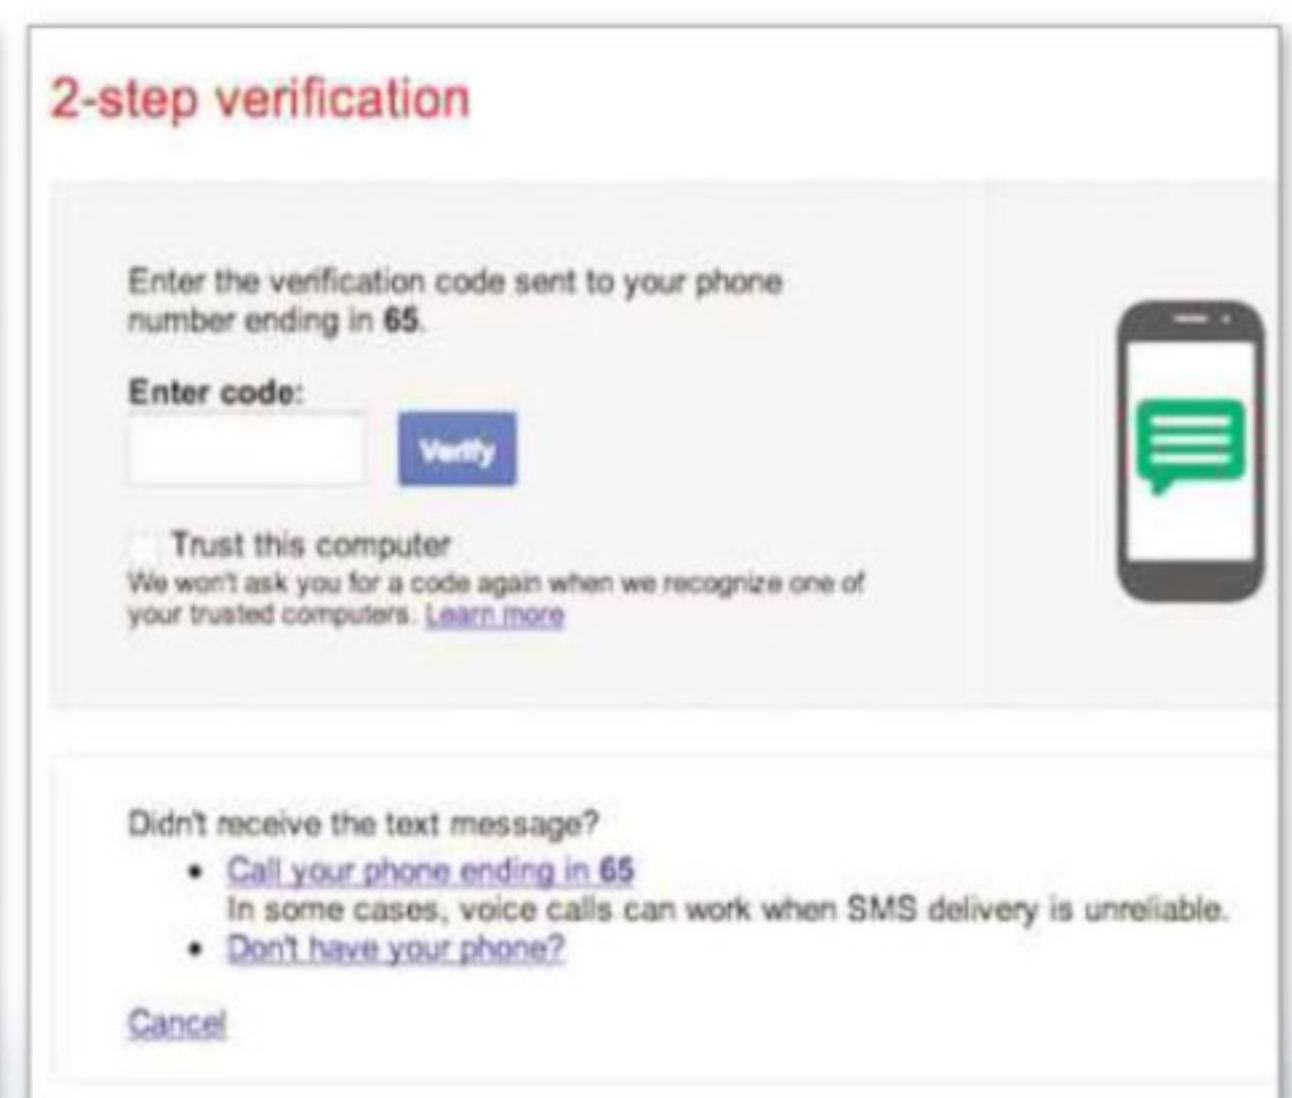 2-step verification
Enter the verification code sent to your phone
number ending in 65.
Enter code:
Verify
Trust this computer
We won't ask you for a code again when we recognize one of
your trusted computers. Learn more
Didn't receive the text message?
• Call your phone ending in 65
In some cases, voice calls can work when SMS delivery is unreliable.
• Don't have your phone?
Cancel